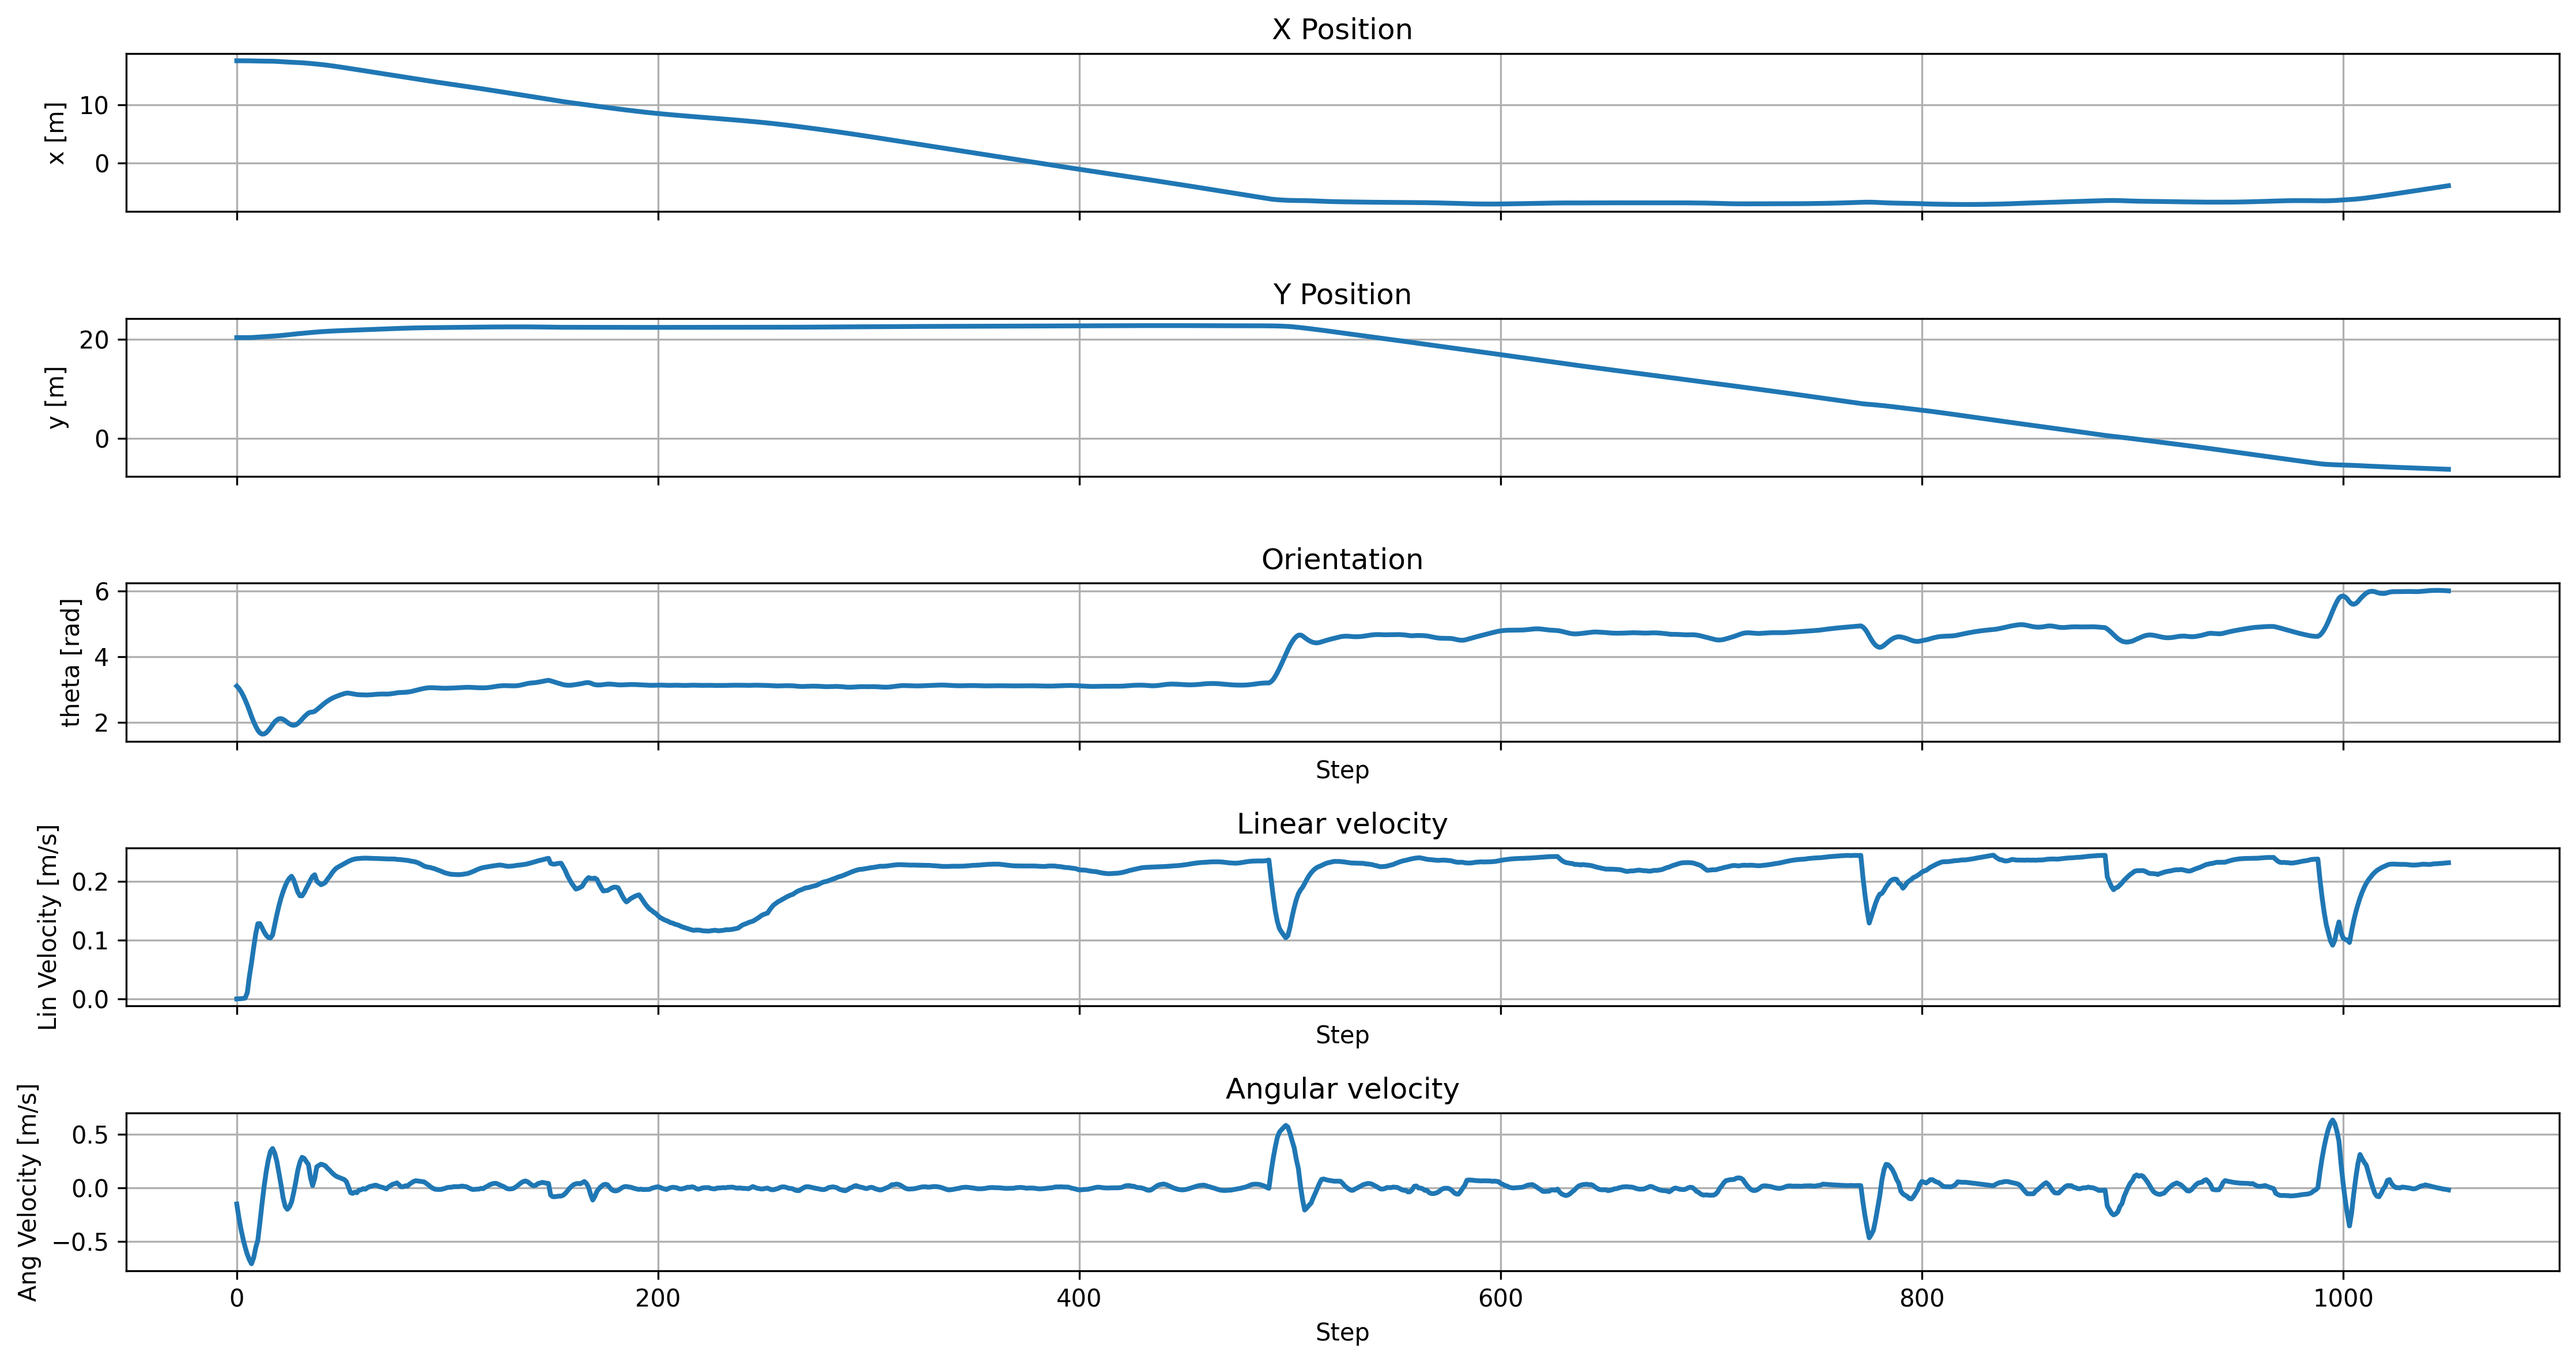 X Position
x [m]
10
0
Y Position
y [m]
20
0
Orientation
theta [rad]
6
4
2
Step
Linear velocity
Lin Velocity [m/s]
0.2
0.1
0.0
Step
Angular velocity
Ang Velocity [m/s]
0.5
0.0
−0.5
0 200 400 600 800 1000
Step